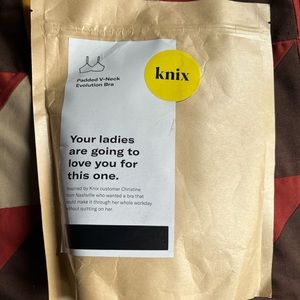 Padded V-Neck
Evolution Bra
knix
Your ladies
are going to
love you for
this one.
Inspired by Knix customer Christine
from Nashville who wanted a bra that
could make it through her whole workday
without quitting on her.